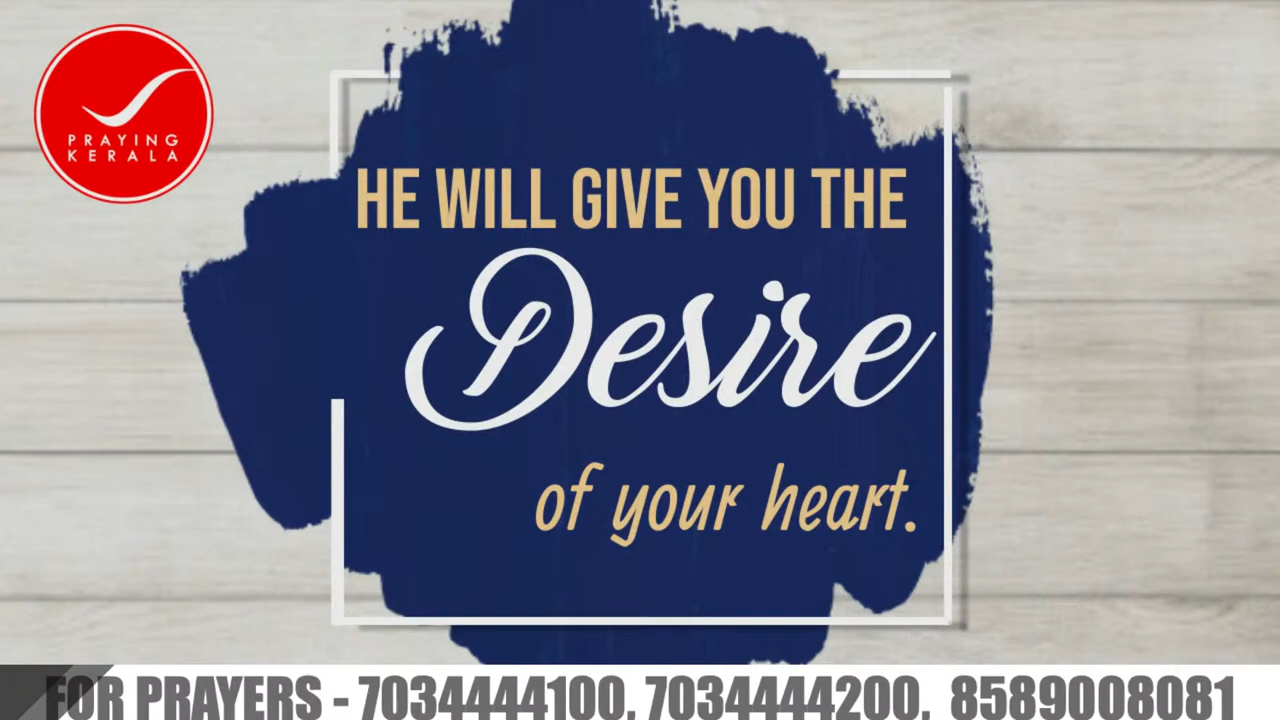 PRAYING
KERALA
HE WILL GIVE YOU THE
Desire
of your heart.
FOR PRAYERS - 7034444100, 7034444200, 8589008081